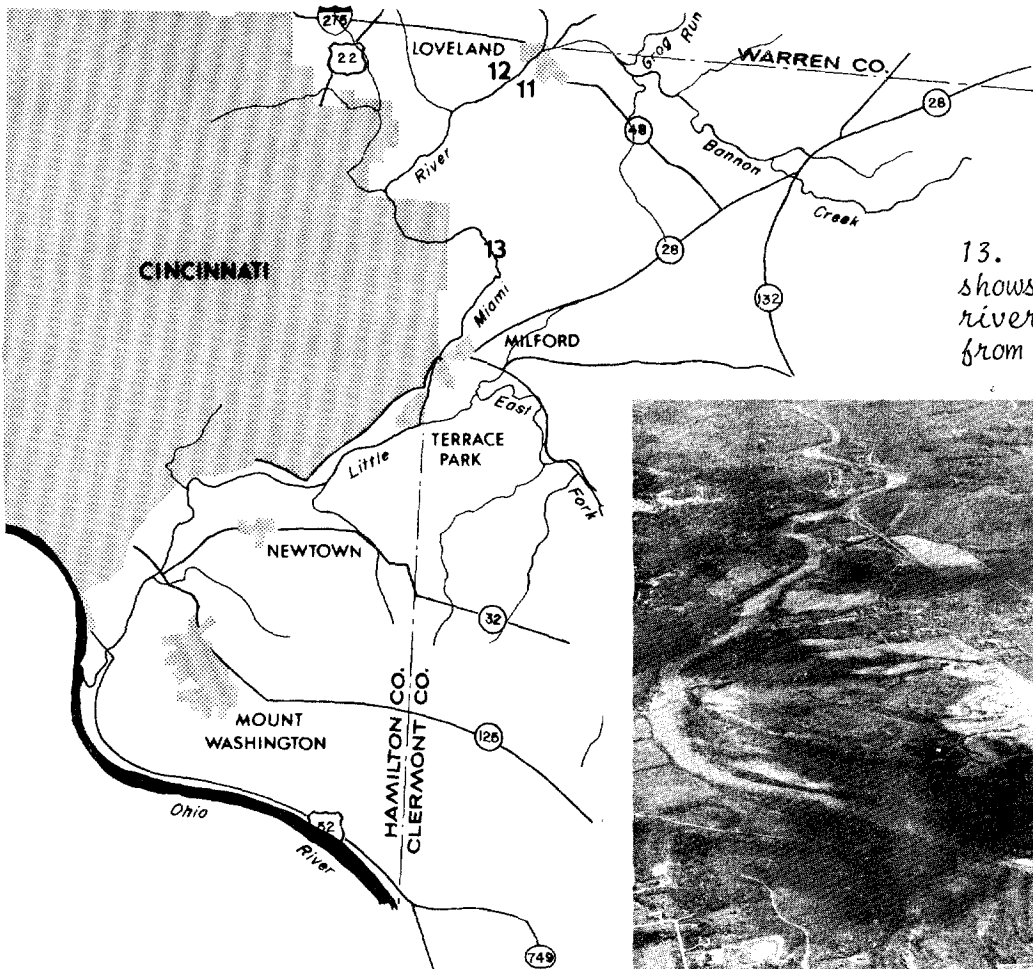 275
22
LOVELAND
12
11
Grog Run
WARREN CO.
28
48
Bannon
Creek
River
CINCINNATI
13
28
132
Miami
MILFORD
13.
shows
river
from
East
Fork
TERRACE
PARK
Little
NEWTOWN
32
HAMILTON CO.
CLERMONT CO.
MOUNT
WASHINGTON
125
Ohio
River
52
749